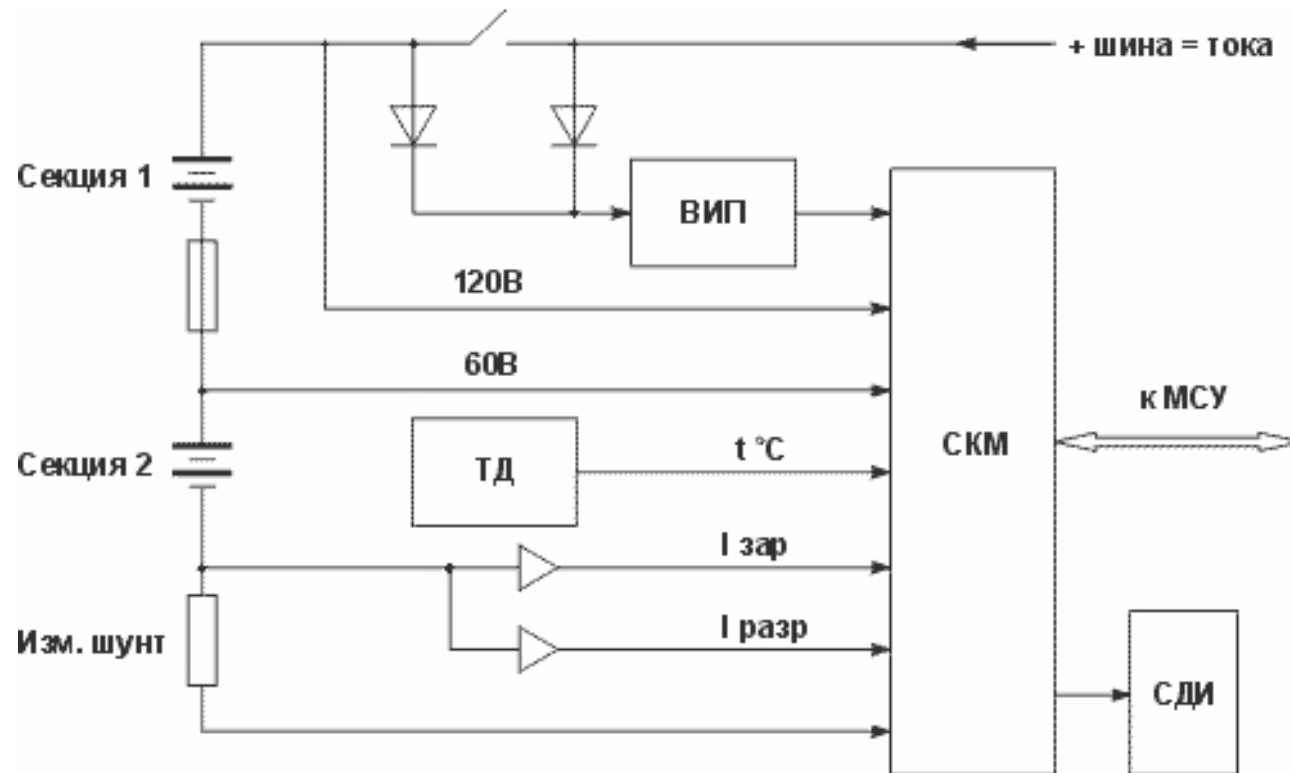 + шина = тока
Секция 1
ВИП
120В
60В
к МСУ
СКМ
Секция 2
ТД
t °C
I зар
Изм. шунт
I разр
СДИ